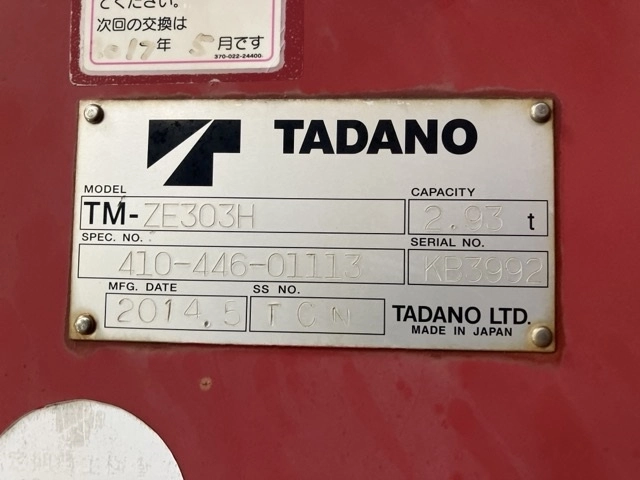 てください。
次回の交換は
2017年 5月です
370-022-24400
TADANO
MODEL
TM-ZE303H
CAPACITY
2.93 t
SPEC. NO.
410-446-01113
SERIAL NO.
KB3992
MFG. DATE
2014.5
SS NO.
TCN
TADANO LTD.
MADE IN JAPAN